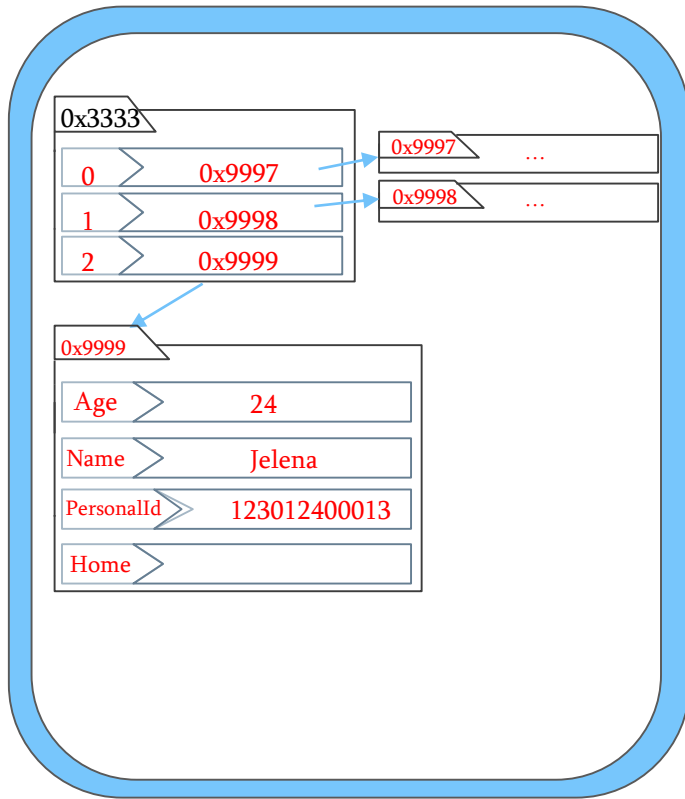 0x3333
0 0x9997
1 0x9998
2 0x9999
0x9997 ...
0x9998 ...
0x9999
Age 24
Name Jelena
PersonalId 123012400013
Home